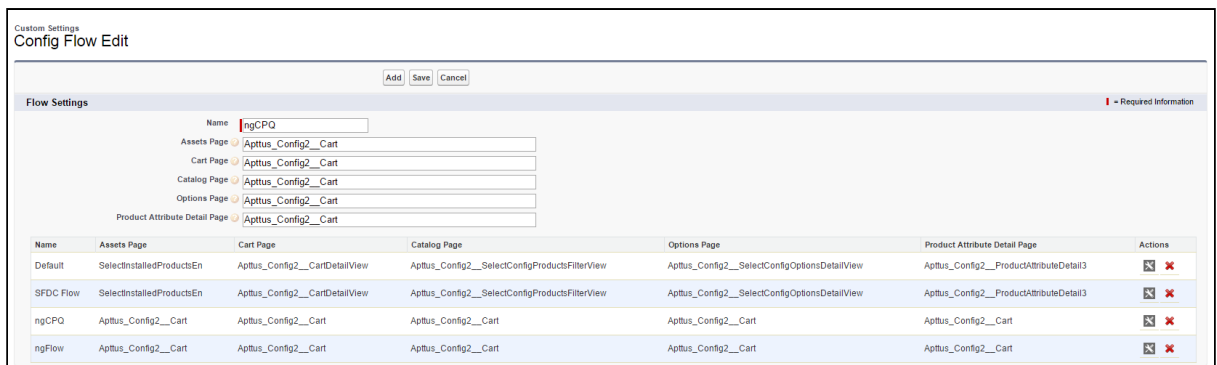 Custom Settings
Config Flow Edit
Add Save Cancel
Flow Settings
= Required Information
Name ngCPQ
Assets Page Apttus_Config2__Cart
Cart Page Apttus_Config2__Cart
Catalog Page Apttus_Config2__Cart
Options Page Apttus_Config2__Cart
Product Attribute Detail Page Apttus_Config2__Cart
Name Assets Page Cart Page Catalog Page Options Page Product Attribute Detail Page Actions
Default SelectInstalledProductsEn Apttus_Config2__CartDetailView Apttus_Config2__SelectConfigProductsFilterView Apttus_Config2__SelectConfigOptionsDetailView Apttus_Config2__ProductAttributeDetail3
SFDC Flow SelectInstalledProductsEn Apttus_Config2__CartDetailView Apttus_Config2__SelectConfigProductsFilterView Apttus_Config2__SelectConfigOptionsDetailView Apttus_Config2__ProductAttributeDetail3
ngCPQ Apttus_Config2__Cart Apttus_Config2__Cart Apttus_Config2__Cart Apttus_Config2__Cart Apttus_Config2__Cart
ngFlow Apttus_Config2__Cart Apttus_Config2__Cart Apttus_Config2__Cart Apttus_Config2__Cart Apttus_Config2__Cart